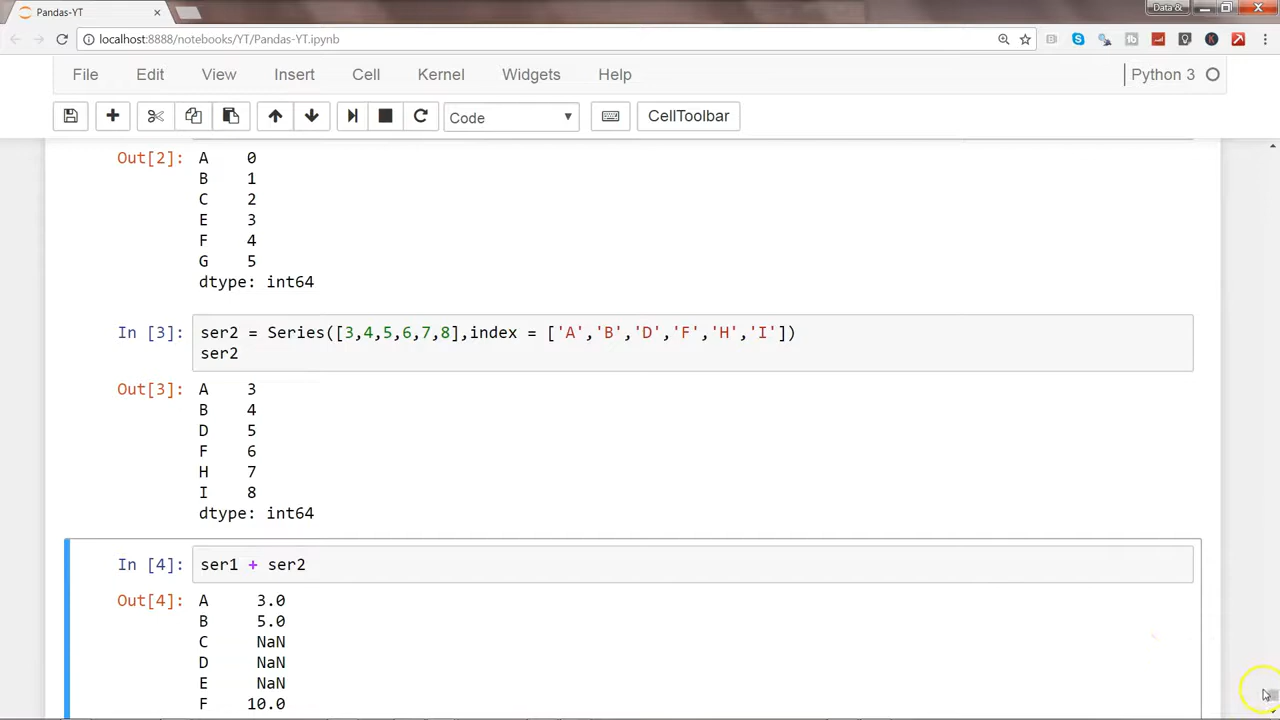 Pandas-YT
Data &
localhost:8888/notebooks/YT/Pandas-YT.ipynb
File Edit View Insert Cell Kernel Widgets Help Python 3
Code CellToolbar
Out[2]: A 0
B 1
C 2
E 3
F 4
G 5
dtype: int64
In [3]: ser2 = Series([3,4,5,6,7,8],index = ['A','B','D','F','H','I'])
ser2
Out[3]: A 3
B 4
D 5
F 6
H 7
I 8
dtype: int64
In [4]: ser1 + ser2
Out[4]: A 3.0
B 5.0
C NaN
D NaN
E NaN
F 10.0